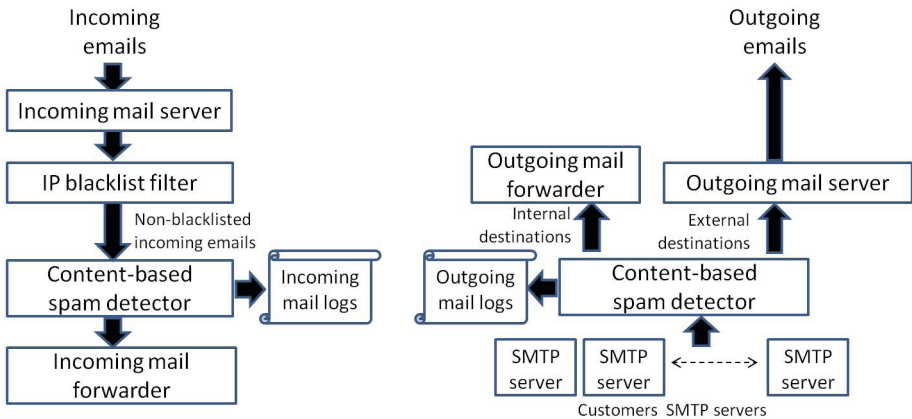 Incoming
emails
Incoming mail server
IP blacklist filter
Non-blacklisted
incoming emails
Content-based
spam detector
Incoming
mail logs
Incoming mail
forwarder
Outgoing
emails
Outgoing mail
forwarder
Outgoing mail server
Internal
destinations
External
destinations
Outgoing
mail logs
Content-based
spam detector
SMTP
server
SMTP
server
SMTP
server
Customers SMTP servers